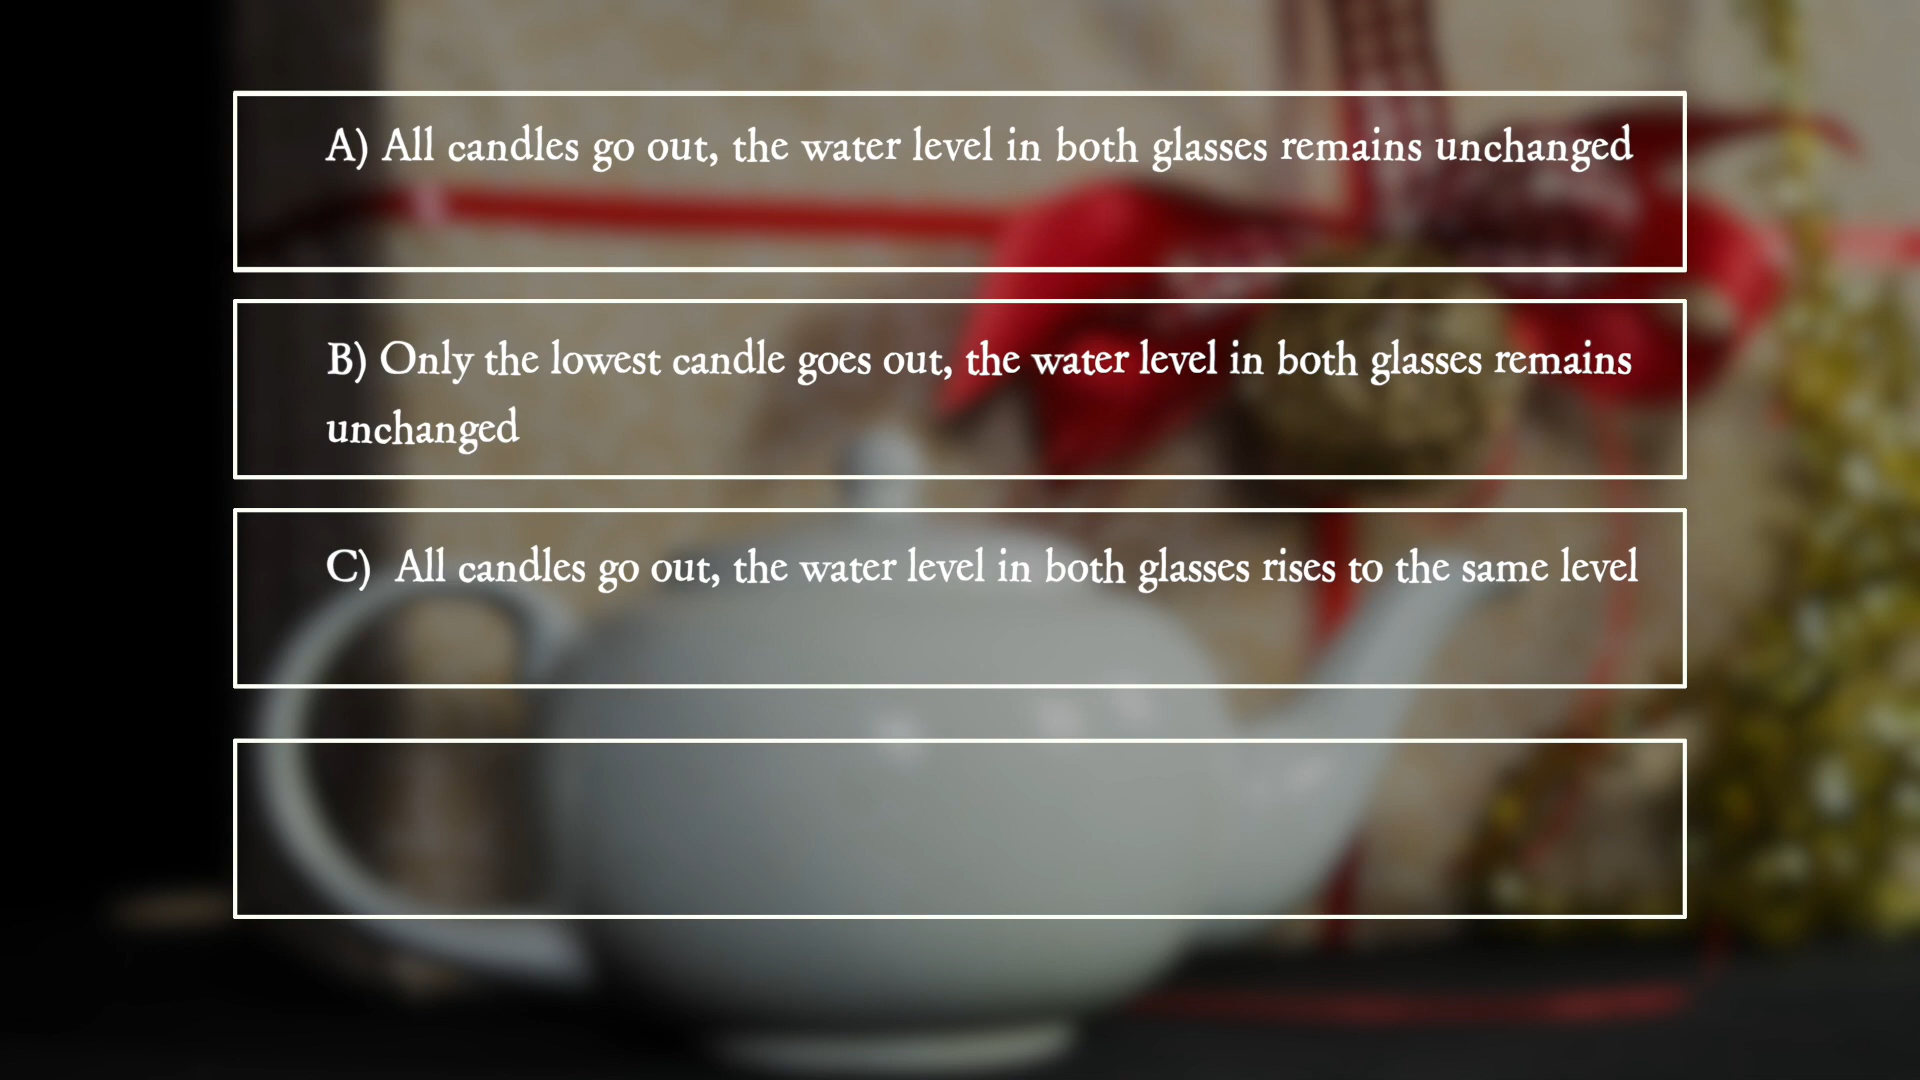 A) All candles go out, the water level in both glasses remains unchanged
B) Only the lowest candle goes out, the water level in both glasses remains
unchanged
C) All candles go out, the water level in both glasses rises to the same level